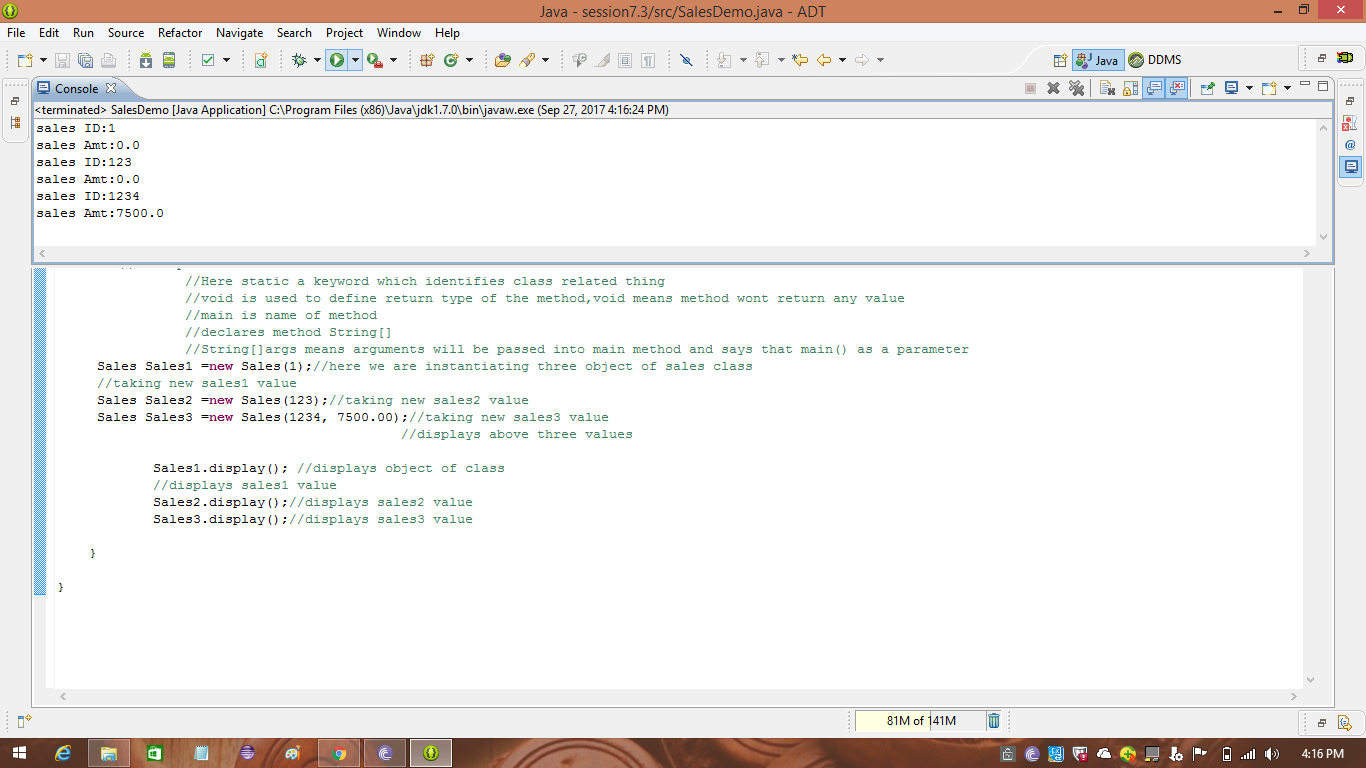 Java - session7.3/src/SalesDemo.java - ADT
File Edit Run Source Refactor Navigate Search Project Window Help
Java DDMS
Console
<terminated> SalesDemo [Java Application] C:\Program Files (x86)\Java\jdk1.7.0\bin\javaw.exe (Sep 27, 2017 4:16:24 PM)
sales ID:1
sales Amt:0.0
sales ID:123
sales Amt:0.0
sales ID:1234
sales Amt:7500.0
//Here static a keyword which identifies class related thing
//void is used to define return type of the method,void means method wont return any value
//main is name of method
//declares method String[]
//String[]args means arguments will be passed into main method and says that main() as a parameter
Sales Sales1 =new Sales(1);//here we are instantiating three object of sales class
//taking new sales1 value
Sales Sales2 =new Sales(123);//taking new sales2 value
Sales Sales3 =new Sales(1234, 7500.00);//taking new sales3 value
//displays above three values
Sales1.display(); //displays object of class
//displays sales1 value
Sales2.display();//displays sales2 value
Sales3.display();//displays sales3 value
}
}
81M of 141M
4:16 PM